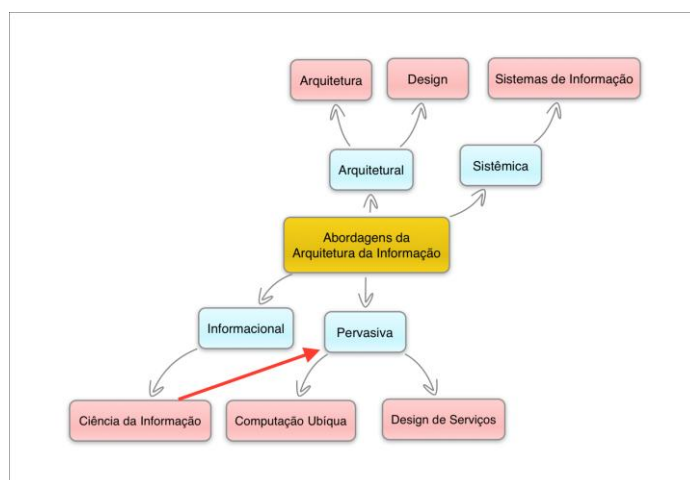 Arquitetura
Design
Sistemas de Informação
Arquitetural
Sistêmica
Abordagens da
Arquitetura da Informação
Informacional
Pervasiva
Ciência da Informação
Computação Ubíqua
Design de Serviços